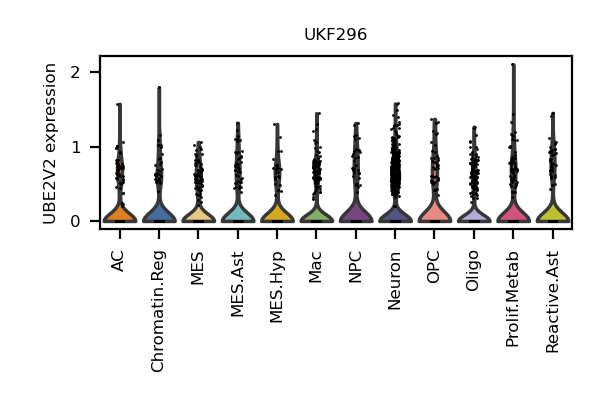 UKF296
UBE2V2 expression
2
1
0
AC
Chromatin.Reg
MES
MES.Ast
MES.Hyp
Mac
NPC
Neuron
OPC
Oligo
Prolif.Metab
Reactive.Ast